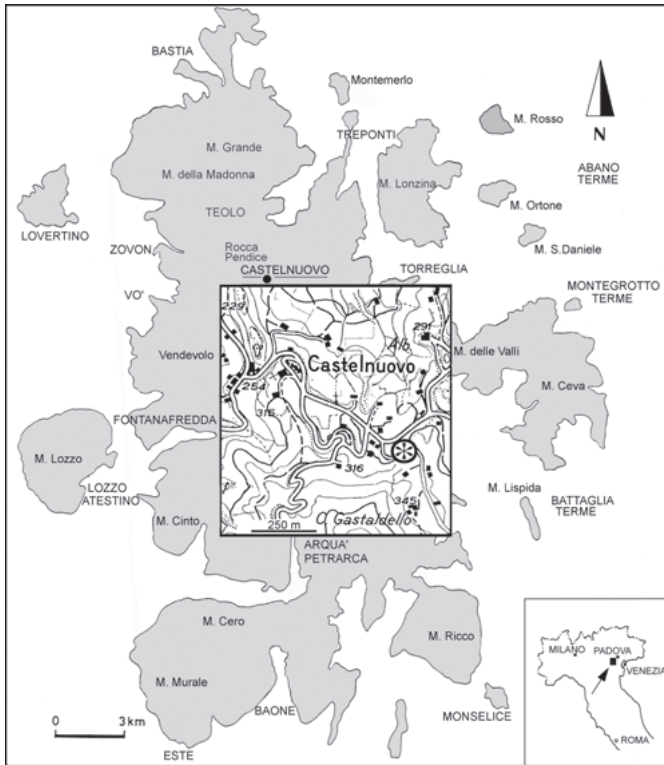 BASTIA
Montemerlo
TREPONTI
M. Rosso
N
M. Grande
ABANO
TERME
M. della Madonna
M. Lonzina
M. Ortone
TEOLO
LOVERTINO
M. S.Daniele
ZOVON
Rocca
Pendice
CASTELNUOVO
TORREGLIA
MONTEGROTTO
TERME
VO'
229
291
Vendevolo
Castelnuovo
M. delle Valli
254
M. Ceva
315
FONTANAFREDDA
M. Lozzo
316
LOZZO
ATESTINO
M. Lispida
BATTAGLIA
TERME
345
M. Cinto
Gastaldello
250 m
ARQUA'
PETRARCA
M. Cero
M. Ricco
MILANO
PADOVA
VENEZIA
M. Murale
BAONE
MONSELICE
0 3 km
ESTE
ROMA